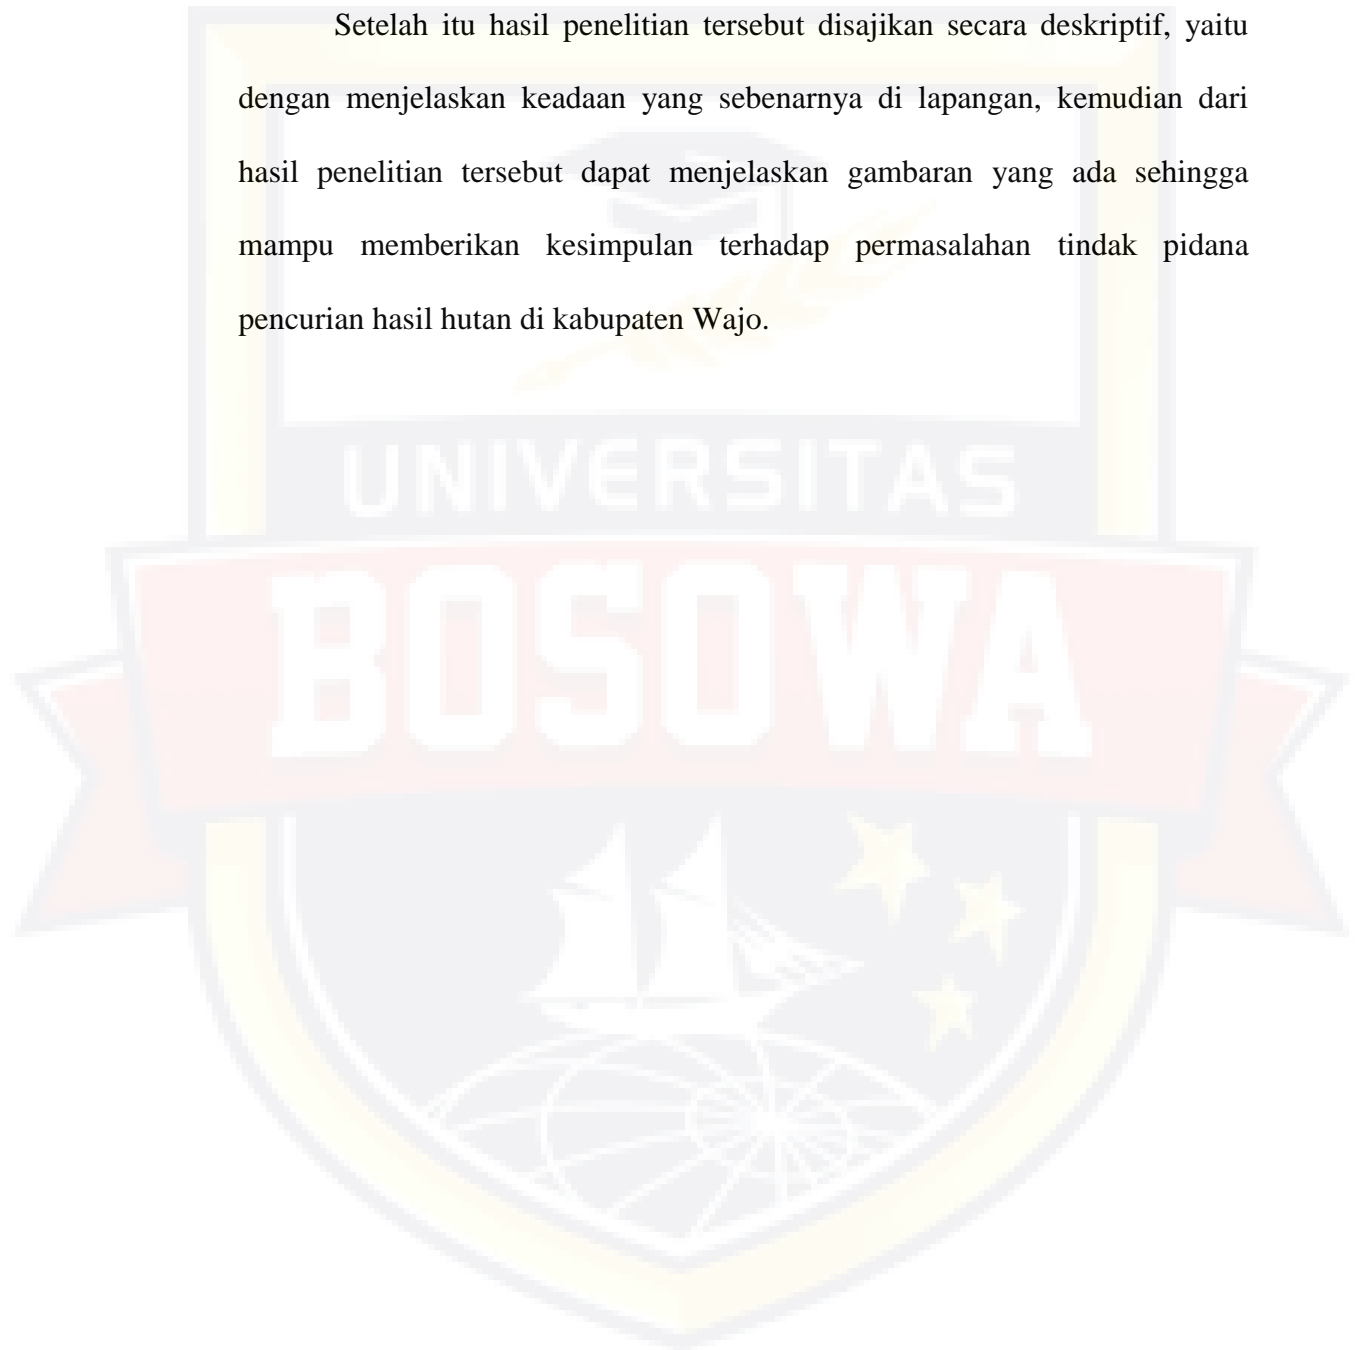 Setelah itu hasil penelitian tersebut disajikan secara deskriptif, yaitu
dengan menjelaskan keadaan yang sebenarnya di lapangan, kemudian dari
hasil penelitian tersebut dapat menjelaskan gambaran yang ada sehingga
mampu memberikan kesimpulan terhadap permasalahan tindak pidana
pencurian hasil hutan di kabupaten Wajo.
UNIVERSITAS
BOSOWA